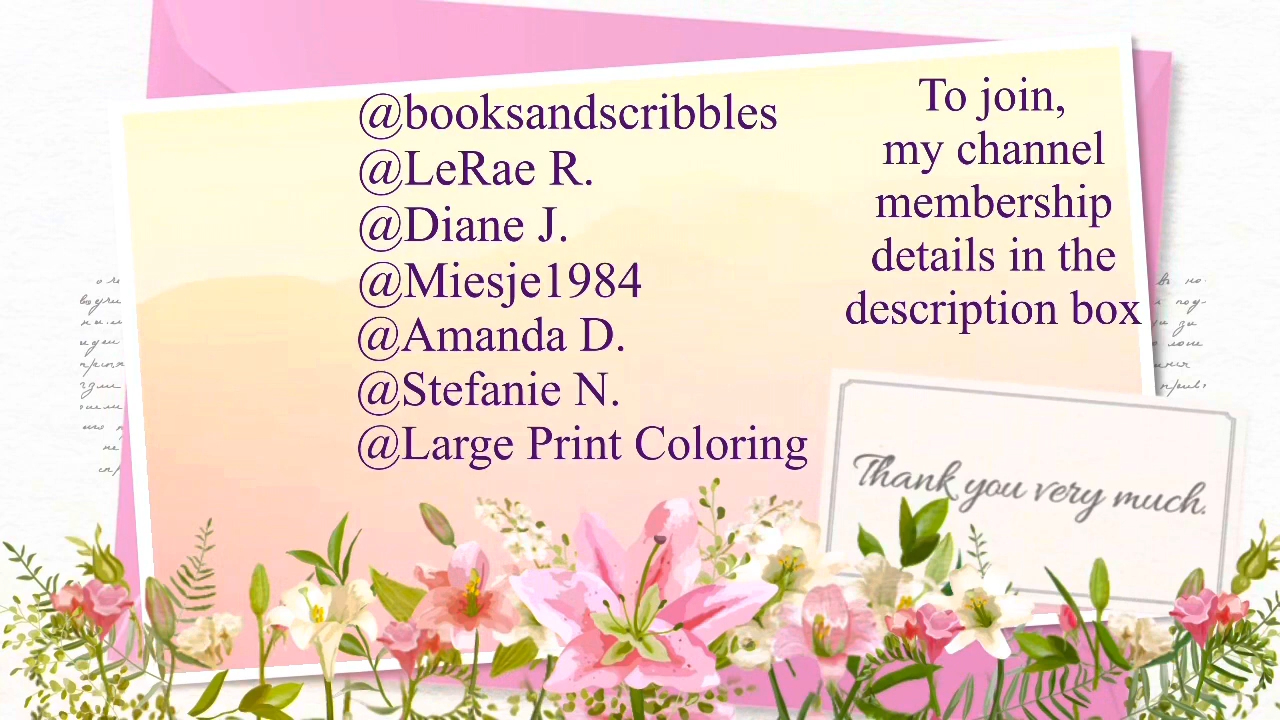 @booksandscribbles
@LeRae R.
@Diane J.
@Miesje1984
@Amanda D.
@Stefanie N.
@Large Print Coloring
To join,
my channel
membership
details in the
description box
Thank you very much.